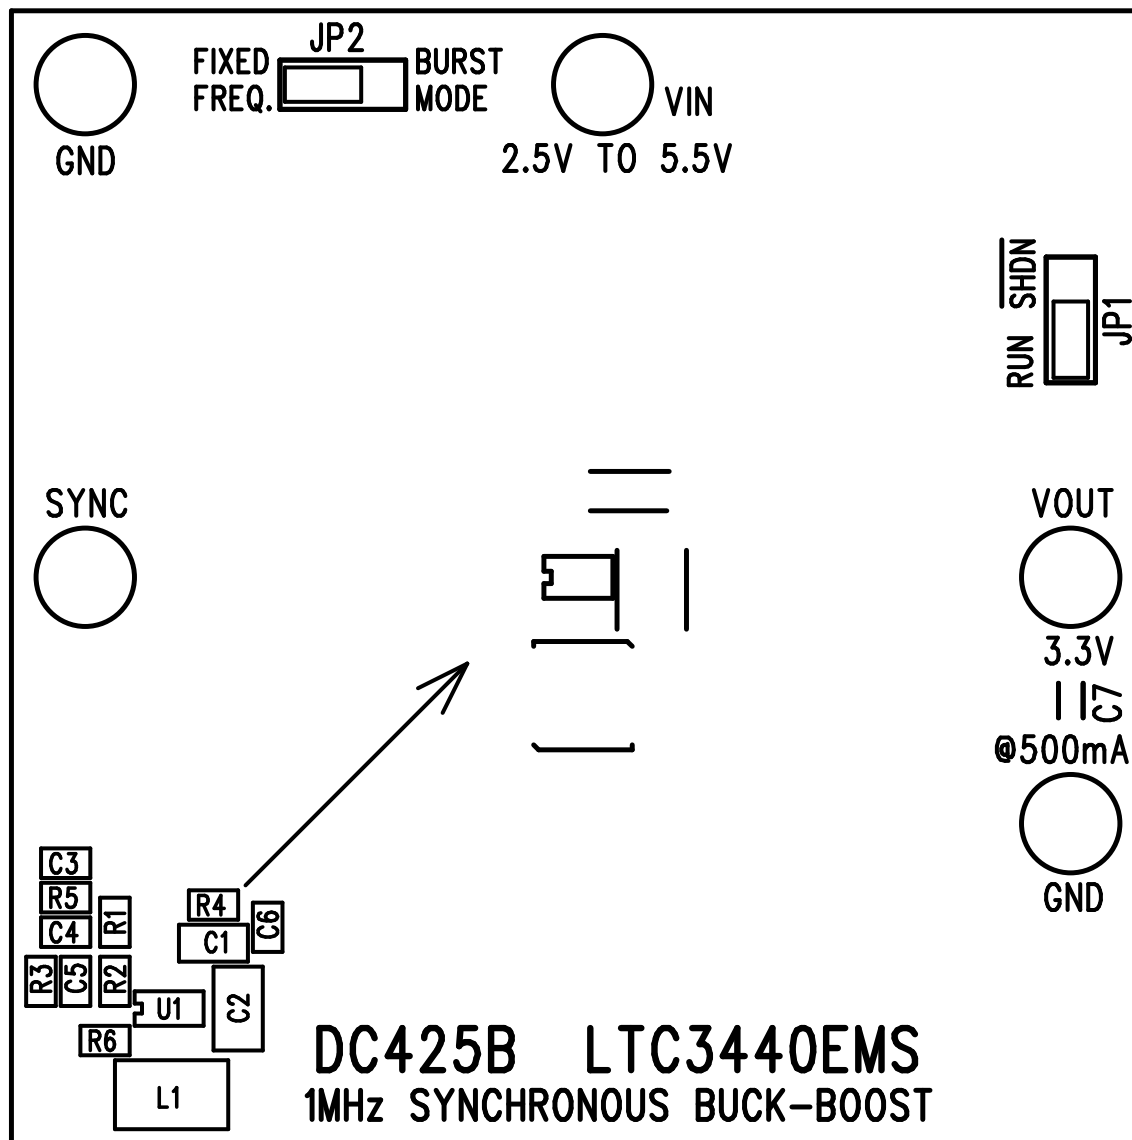 JP2
FIXED
FREQ.
BURST
MODE
GND
VIN
2.5V TO 5.5V
SHDN
RUN
JP1
SYNC
VOUT
3.3V
C7
@500mA
GND
C3
R5
C4
R1
R4
C6
C1
R3
C5
R2
U1
C2
R6
L1
DC425B LTC3440EMS
1MHz SYNCHRONOUS BUCK-BOOST